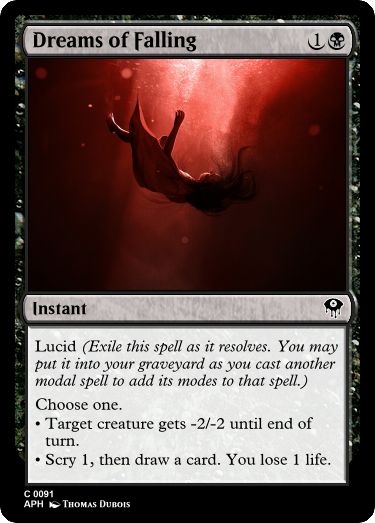 Dreams of Falling 1
Instant
Lucid (Exile this spell as it resolves. You may
put it into your graveyard as you cast another
modal spell to add its modes to that spell.)
Choose one.
• Target creature gets -2/-2 until end of
turn.
• Scry 1, then draw a card. You lose 1 life.
C 0091
APH Thomas Dubois